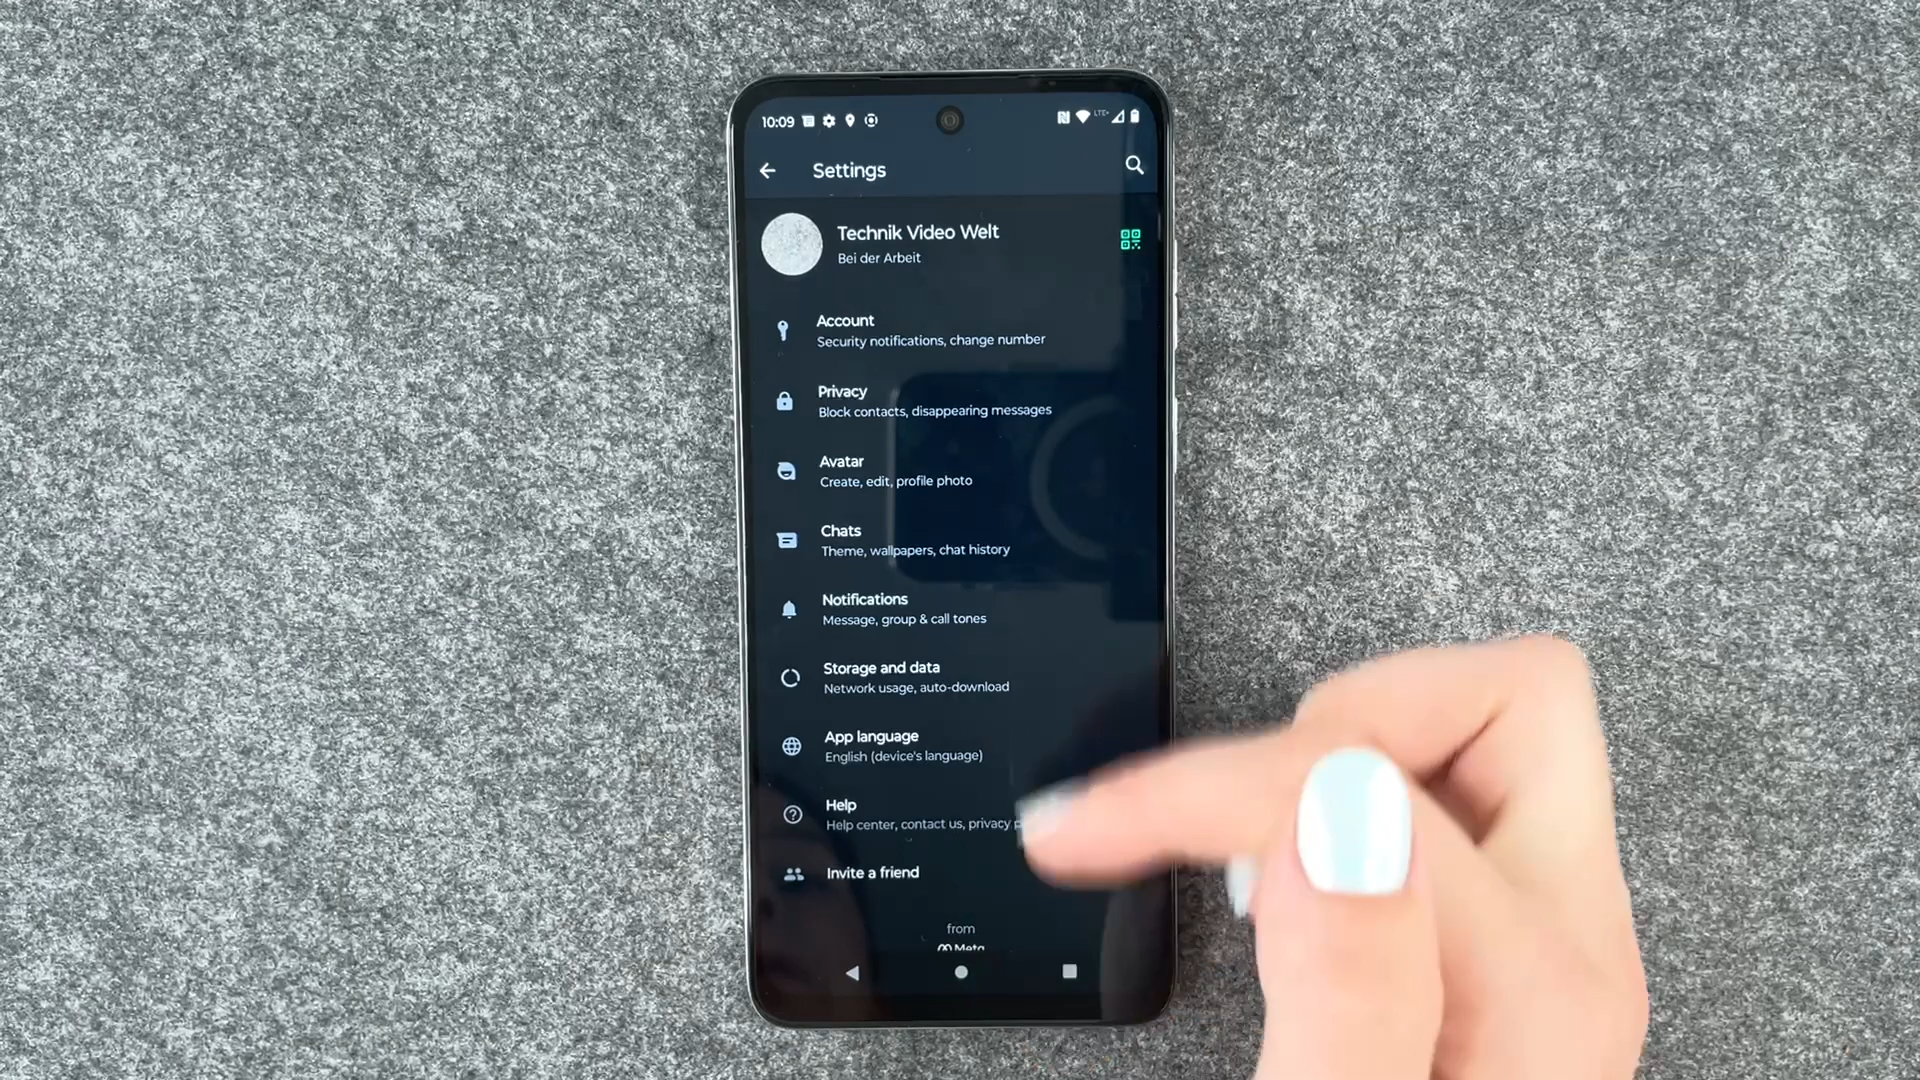 10:09
LTE+
Settings
Technik Video Welt
Bei der Arbeit
Account
Security notifications, change number
Privacy
Block contacts, disappearing messages
Avatar
Create, edit, profile photo
Chats
Theme, wallpapers, chat history
Notifications
Message, group & call tones
Storage and data
Network usage, auto-download
App language
English (device's language)
Help
Help center, contact us, privacy
Invite a friend
from
Meta